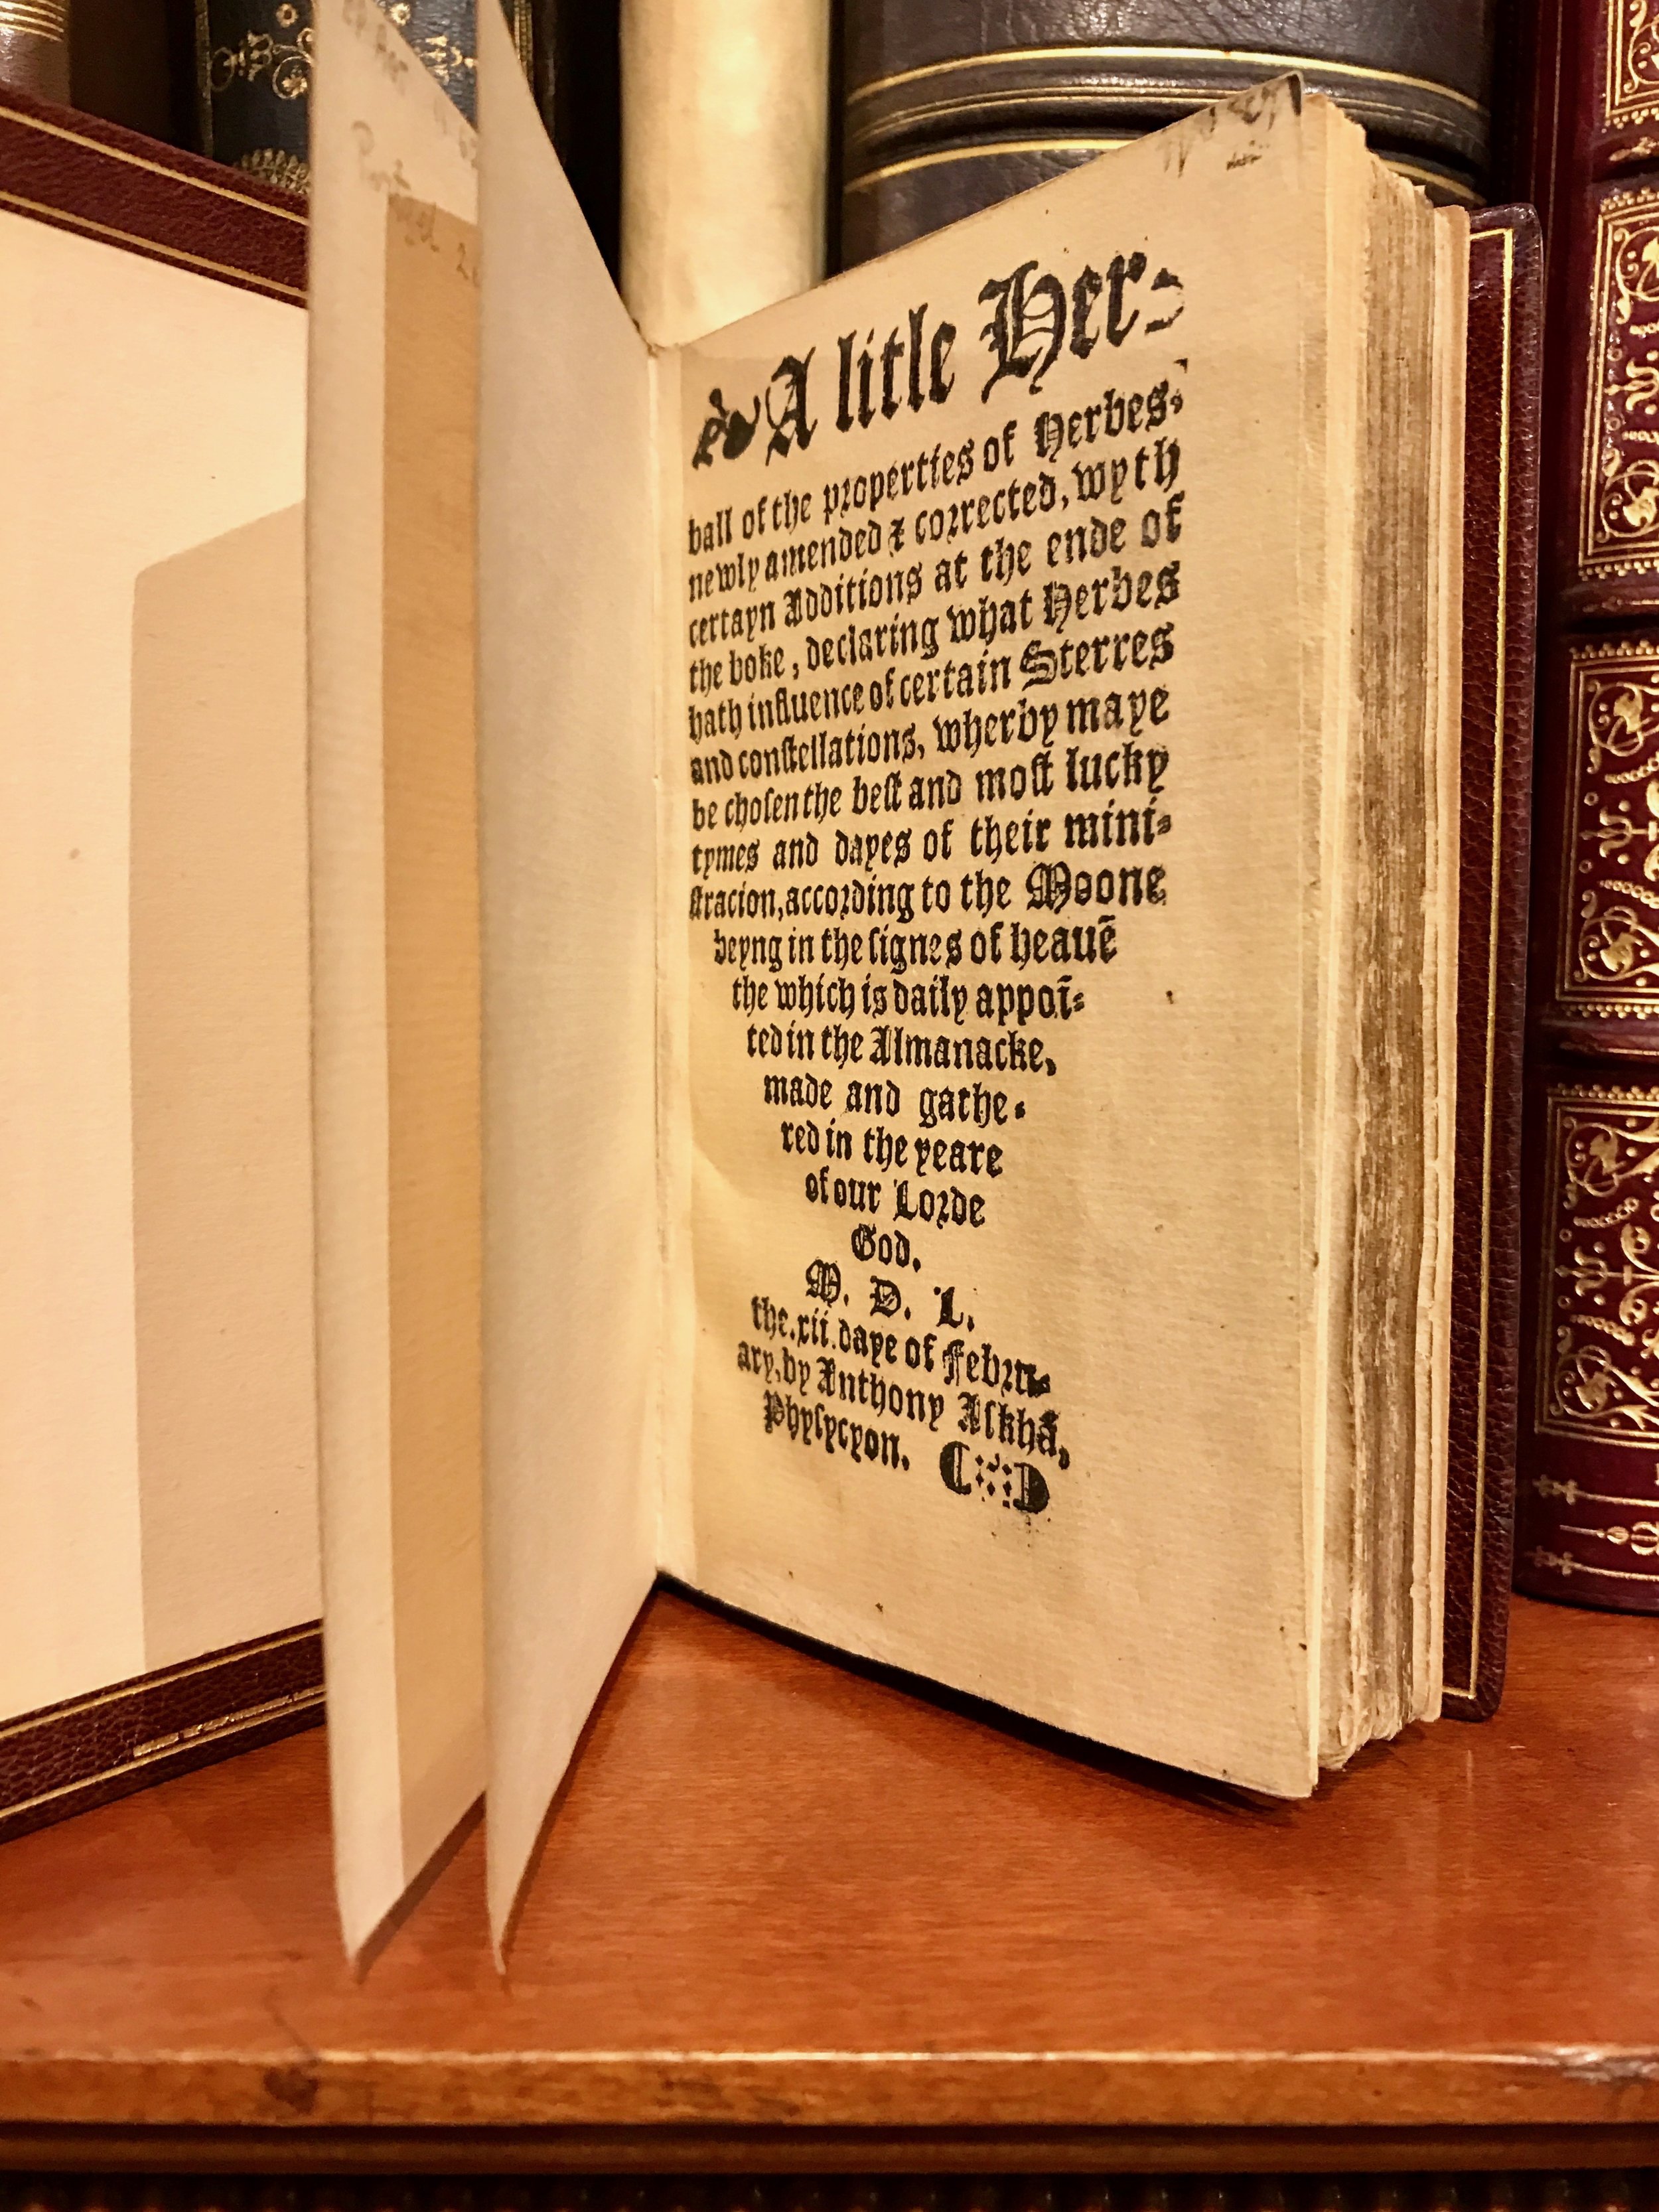 A litle Her-
ball of the properties of Herbes,
newly amended & corrected, wyth
certayn Additions at the ende of
the boke, declaring what Herbes
hath influence of certain Sterres
and constellations, wherby maye
be chosen the best and most lucky
tymes and dayes of their mini-
stracion, according to the Moone
beyng in the signes of heauē
the which is daily appoī-
ted in the Almanacke,
made and gathe-
red in the yeare
of our Lorde
God.
M. D. L.
the.xii.daye of Febru-
ary, by Anthony Askhā,
Physycyon.